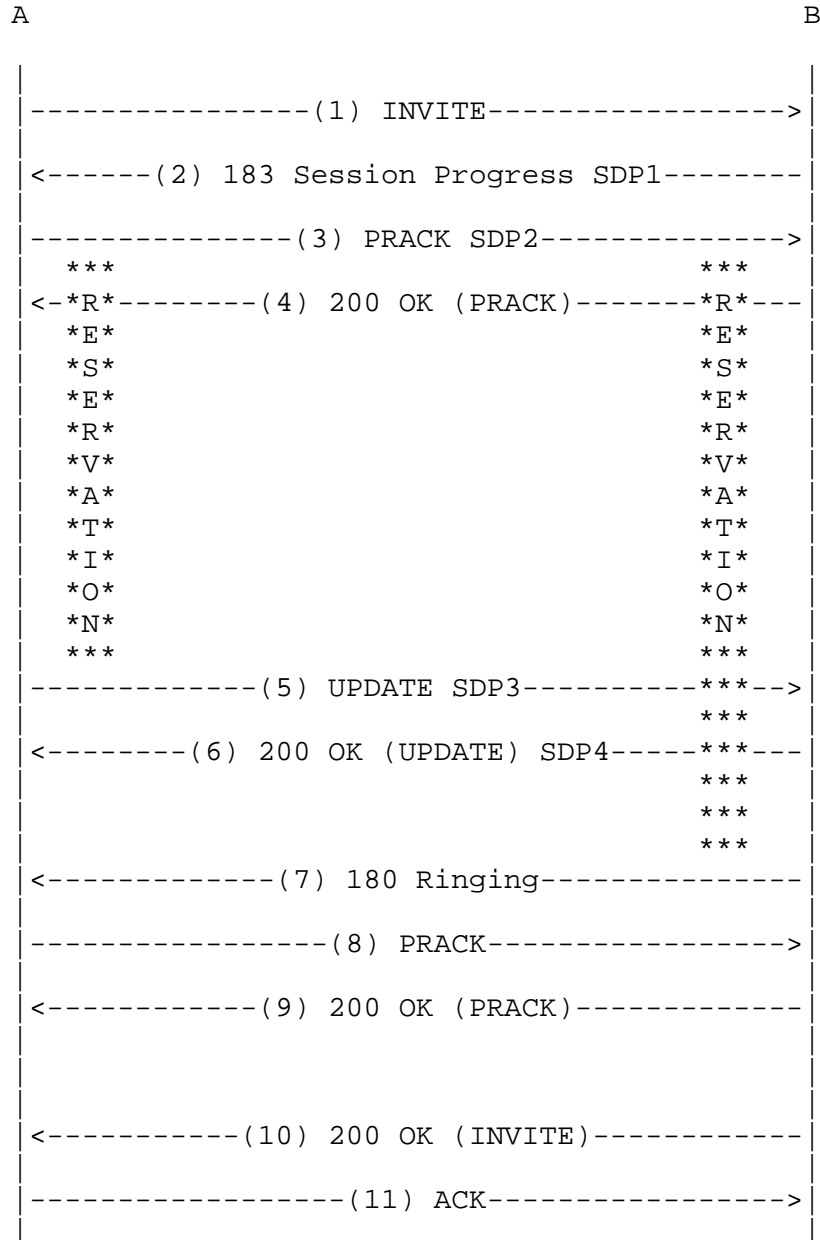 A B
|----------------(1) INVITE----------------->|
|<------(2) 183 Session Progress SDP1--------|
|---------------(3) PRACK SDP2-------------->|
*** ***
|<-*R*--------(4) 200 OK (PRACK)-------*R*---|
*E* *E*
*S* *S*
*E* *E*
*R* *R*
*V* *V*
*A* *A*
*T* *T*
*I* *I*
*O* *O*
*N* *N*
*** ***
|-------------(5) UPDATE SDP3----------***-->|
***
|<--------(6) 200 OK (UPDATE) SDP4-----***---|
***
***
***
|<-------------(7) 180 Ringing---------------|
|-----------------(8) PRACK----------------->|
|<------------(9) 200 OK (PRACK)-------------|
|<-----------(10) 200 OK (INVITE)------------|
|------------------(11) ACK----------------->|